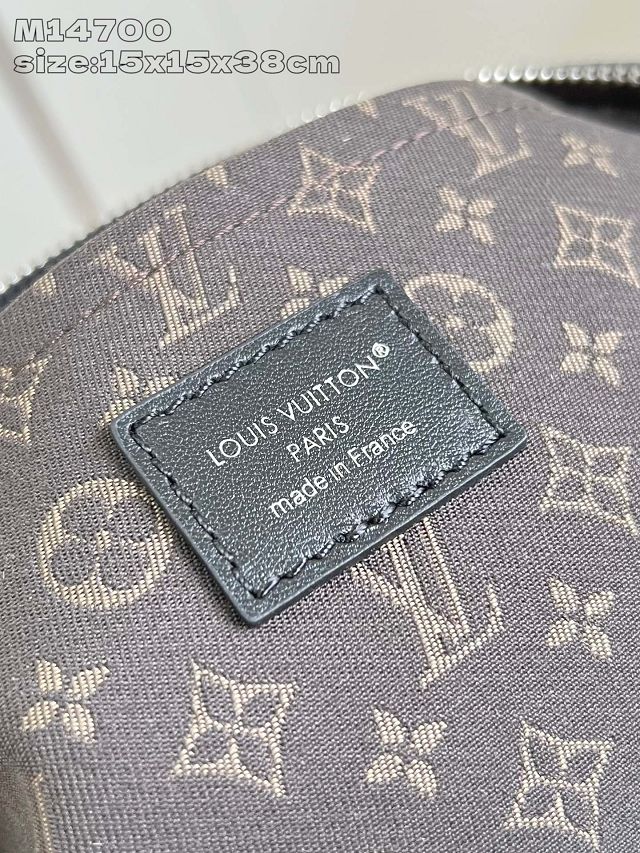 M14700
size:15x15x38cm
LOUIS VUITTON®
PARIS
made in France